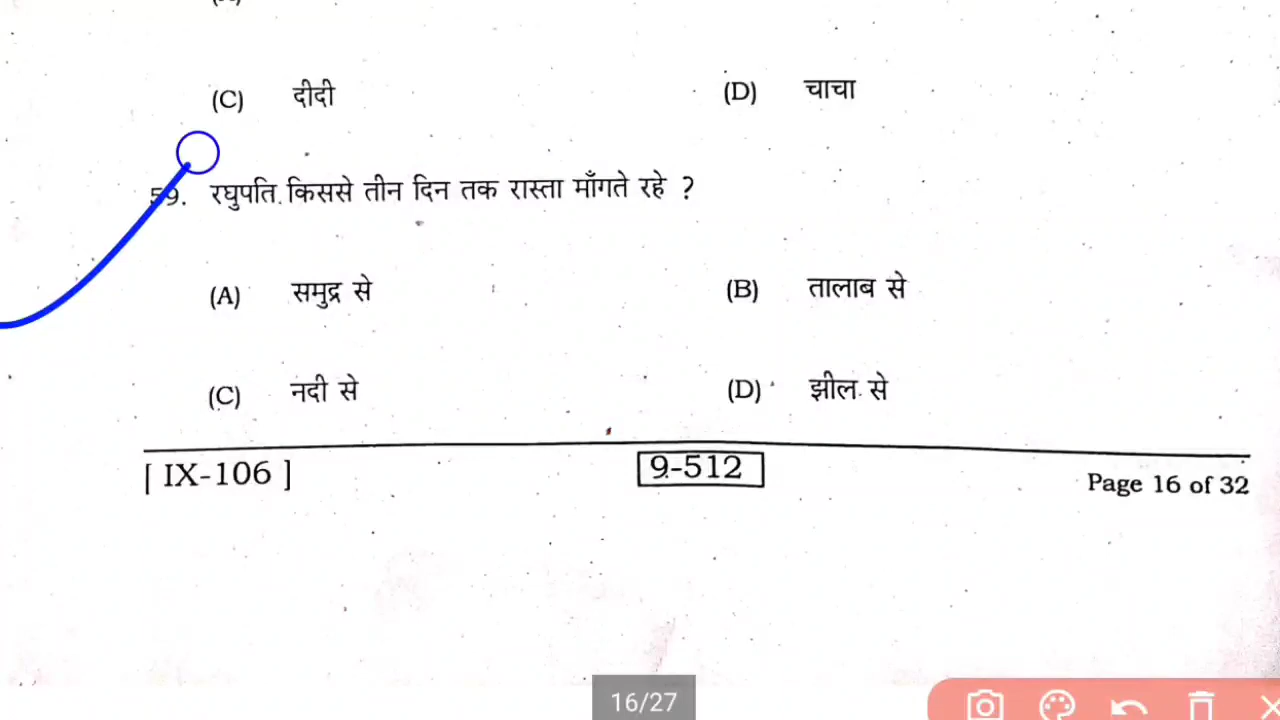 (C) दीदी (D) चाचा
59. रघुपति किससे तीन दिन तक रास्ता माँगते रहे ?
(A) समुद्र से (B) तालाब से
(C) नदी से (D) झील से
[ IX-106 ] 9-512 Page 16 of 32
16/27